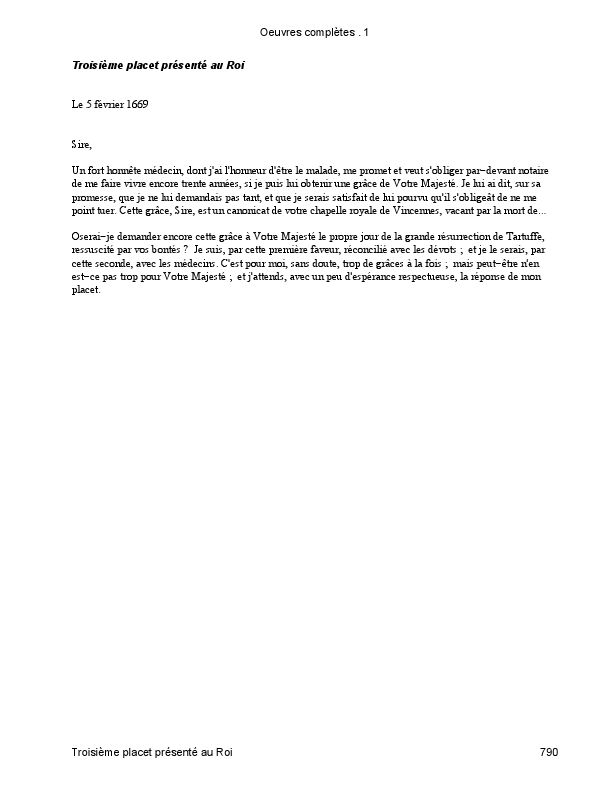 Oeuvres complètes . 1
Troisième placet présenté au Roi
Le 5 février 1669
Sire,
Un fort honnête médecin, dont j'ai l'honneur d'être le malade, me promet et veut s'obliger par−devant notaire
de me faire vivre encore trente années, si je puis lui obtenir une grâce de Votre Majesté. Je lui ai dit, sur sa
promesse, que je ne lui demandais pas tant, et que je serais satisfait de lui pourvu qu'il s'obligeât de ne me
point tuer. Cette grâce, Sire, est un canonicat de votre chapelle royale de Vincennes, vacant par la mort de...
Oserai−je demander encore cette grâce à Votre Majesté le propre jour de la grande résurrection de Tartuffe,
ressuscité par vos bontés ? Je suis, par cette première faveur, réconcilié avec les dévots ; et je le serais, par
cette seconde, avec les médecins. C'est pour moi, sans doute, trop de grâces à la fois ; mais peut−être n'en
est−ce pas trop pour Votre Majesté ; et j'attends, avec un peu d'espérance respectueuse, la réponse de mon
placet.
Troisième placet présenté au Roi 790